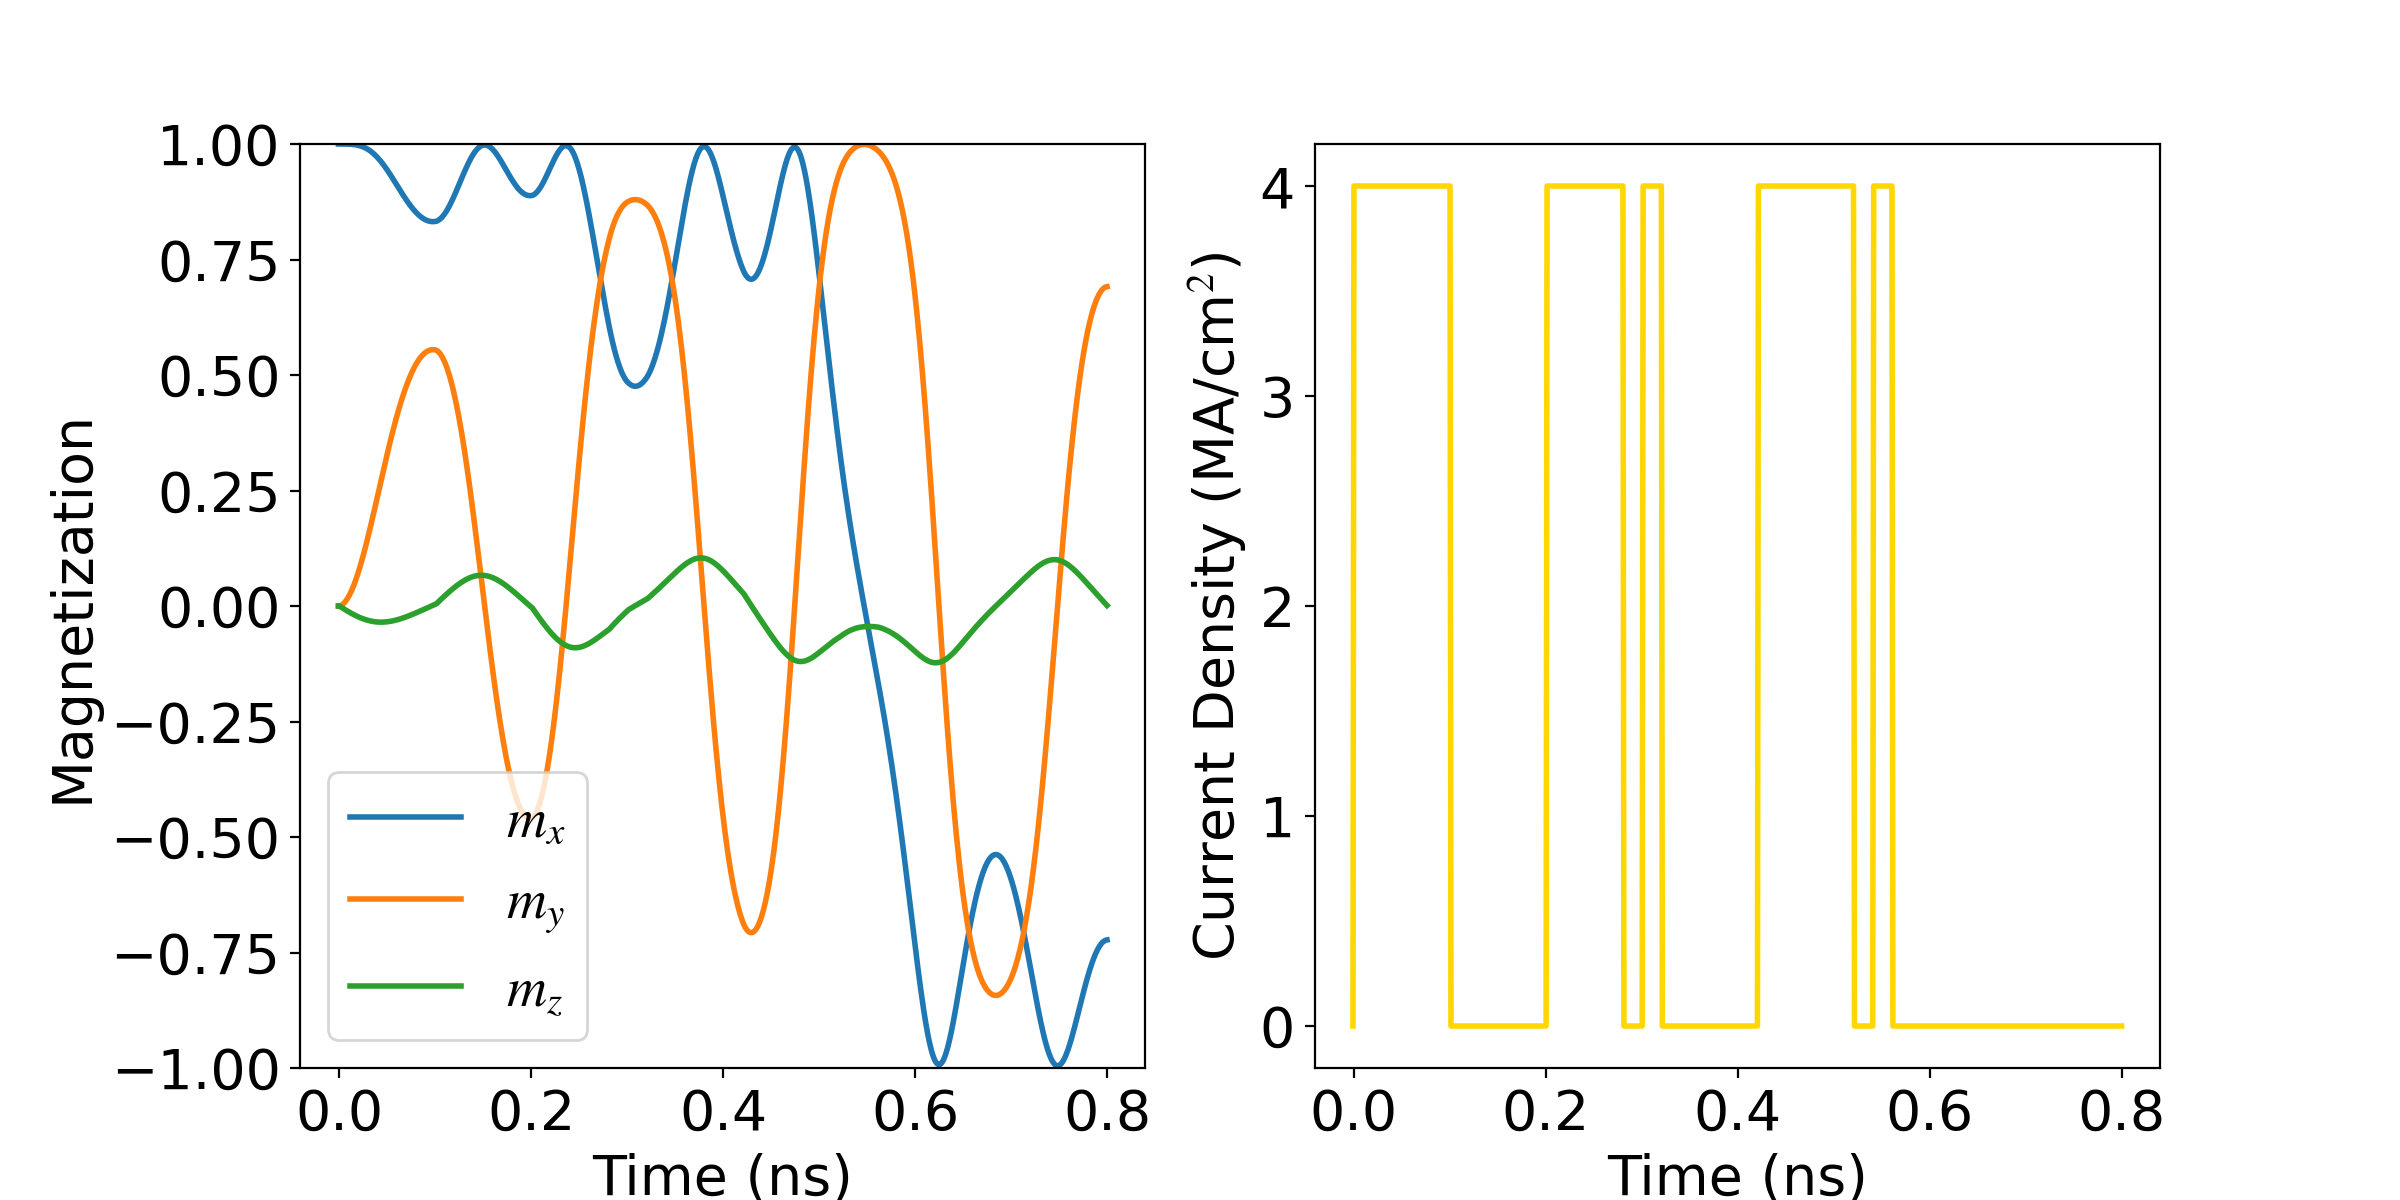 Magnetization
1.00
0.75
0.50
0.25
0.00
−0.25
−0.50
−0.75
−1.00
m_x
m_y
m_z
0.0 0.2 0.4 0.6 0.8
Time (ns)
Current Density (MA/cm²)
4
3
2
1
0
0.0 0.2 0.4 0.6 0.8
Time (ns)